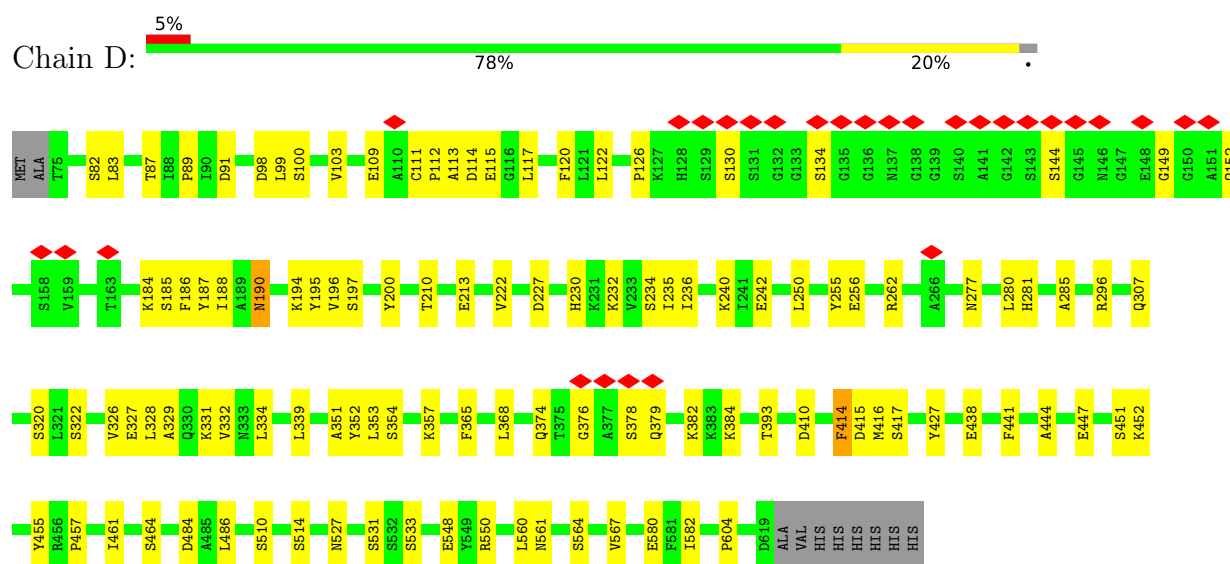 5%
Chain D:
78%
20%
•
MET ALA T75 S82 L83 T87 I88 P89 I90 D91 D98 L99 S100 V103 E109 A110 C111 P112 A113 D114 E115 G116 L117 F120 L121 L122 P126 K127 H128 S129 S130 S131 G132 G133 S134 G135 G136 N137 G138 G139 S140 A141 G142 S143 S144 G145 N146 G147 E148 G149 G150 A151
S158 V159 T163 K184 S185 F186 Y187 I188 A189 N190 K194 Y195 V196 S197 Y200 T210 E213 V222 D227 H230 K231 K232 V233 S234 I235 I236 K240 I241 E242 L250 Y255 E256 R262 A266 N277 L280 H281 A285 R296 Q307
S320 L321 S322 V326 E327 L328 A329 Q330 K331 V332 N333 L334 L339 A351 Y352 L353 S354 K357 F365 L368 Q374 T375 G376 A377 S378 Q379 K382 K383 K384 T393 D410 F414 D415 M416 S417 Y427 E438 F441 A444 E447 S451 K452
Y455 R456 P457 I461 S464 D484 A485 L486 S510 S514 N527 S531 S532 S533 E548 Y549 R550 L560 N561 S564 V567 E580 F581 I582 P604 D619 ALA VAL HIS HIS HIS HIS HIS HIS